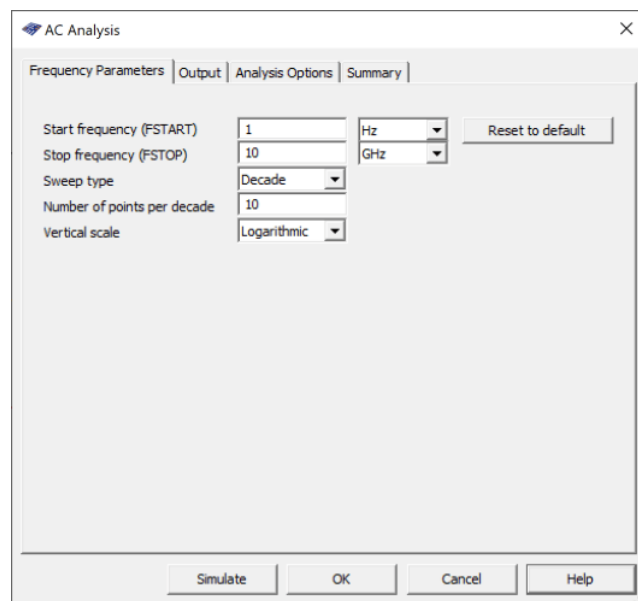 AC Analysis
Frequency Parameters Output Analysis Options Summary
Start frequency (FSTART) 1 Hz Reset to default
Stop frequency (FSTOP) 10 GHz
Sweep type Decade
Number of points per decade 10
Vertical scale Logarithmic
Simulate OK Cancel Help